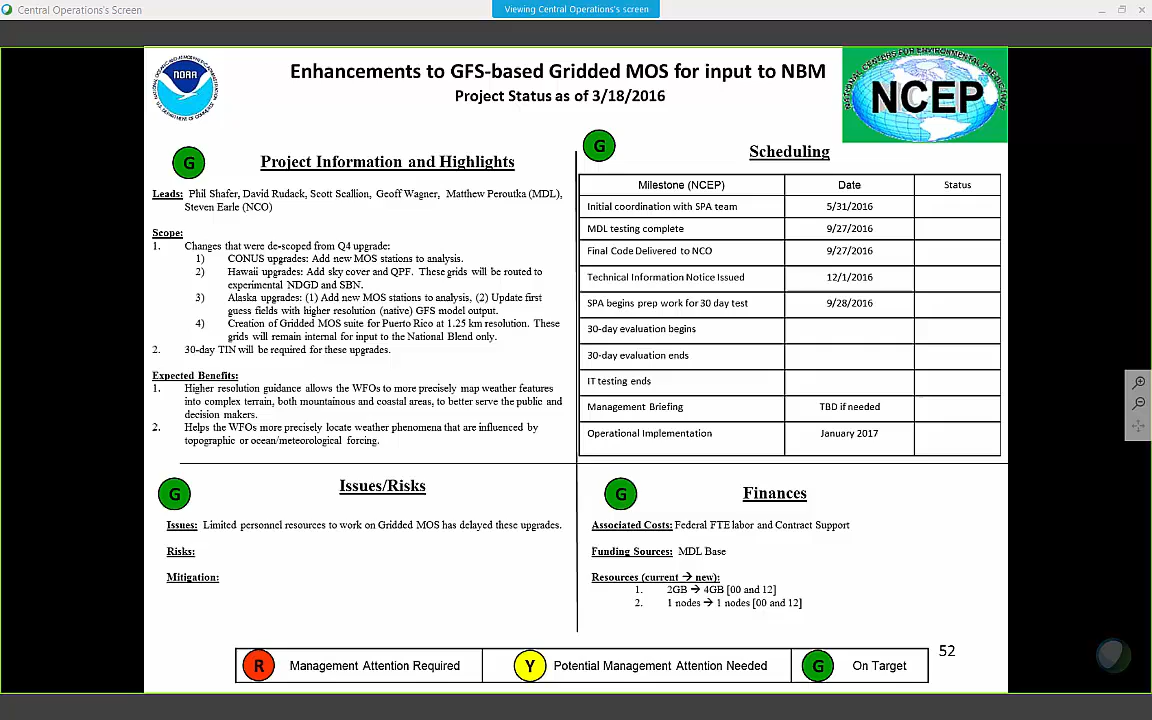 Central Operations's Screen
Viewing Central Operations's screen
NOAA
NCEP
NATIONAL CENTERS FOR ENVIRONMENTAL PREDICTION
Enhancements to GFS-based Gridded MOS for input to NBM
Project Status as of 3/18/2016
G
Project Information and Highlights
Leads: Phil Shafer, David Rudack, Scott Scallion, Geoff Wagner, Matthew Peroutka (MDL),
Steven Earle (NCO)
Scope:
1. Changes that were de-scoped from Q4 upgrade:
1) CONUS upgrades: Add new MOS stations to analysis.
2) Hawaii upgrades: Add sky cover and QPF. These grids will be routed to
experimental NDGD and SBN.
3) Alaska upgrades: (1) Add new MOS stations to analysis, (2) Update first
guess fields with higher resolution (native) GFS model output.
4) Creation of Gridded MOS suite for Puerto Rico at 1.25 km resolution. These
grids will remain internal for input to the National Blend only.
2. 30-day TIN will be required for these upgrades.
Expected Benefits:
1. Higher resolution guidance allows the WFOs to more precisely map weather features
into complex terrain, both mountainous and coastal areas, to better serve the public and
decision makers.
2. Helps the WFOs more precisely locate weather phenomena that are influenced by
topographic or ocean/meteorological forcing.
G
Scheduling
Milestone (NCEP) Date Status
Initial coordination with SPA team 5/31/2016
MDL testing complete 9/27/2016
Final Code Delivered to NCO 9/27/2016
Technical Information Notice Issued 12/1/2016
SPA begins prep work for 30 day test 9/28/2016
30-day evaluation begins
30-day evaluation ends
IT testing ends
Management Briefing TBD if needed
Operational Implementation January 2017
G
Issues/Risks
Issues: Limited personnel resources to work on Gridded MOS has delayed these upgrades.
Risks:
Mitigation:
G
Finances
Associated Costs: Federal FTE labor and Contract Support
Funding Sources: MDL Base
Resources (current → new):
1. 2GB → 4GB [00 and 12]
2. 1 nodes → 1 nodes [00 and 12]
R Management Attention Required Y Potential Management Attention Needed G On Target
52